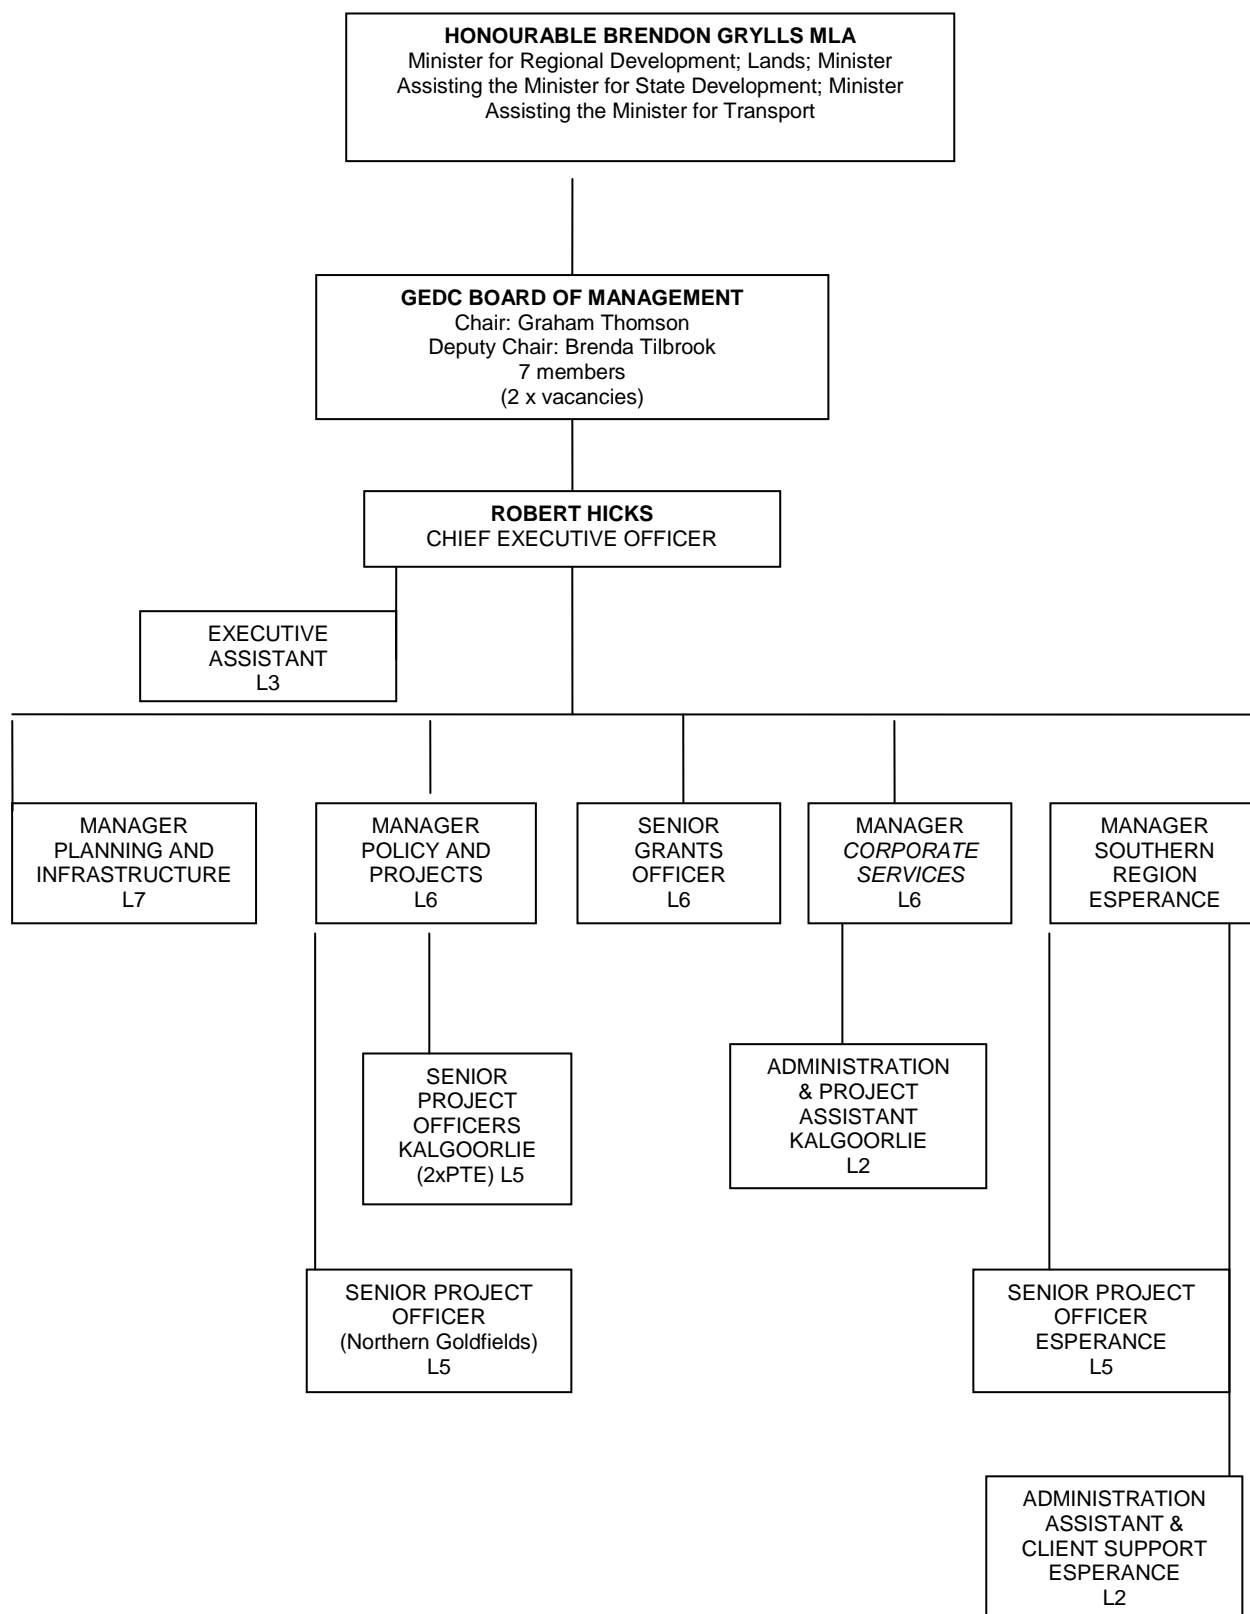 HONOURABLE BRENDON GRYLLS MLA
Minister for Regional Development; Lands; Minister
Assisting the Minister for State Development; Minister
Assisting the Minister for Transport
GEDC BOARD OF MANAGEMENT
Chair: Graham Thomson
Deputy Chair: Brenda Tilbrook
7 members
(2 x vacancies)
ROBERT HICKS
CHIEF EXECUTIVE OFFICER
EXECUTIVE
ASSISTANT
L3
MANAGER
PLANNING AND
INFRASTRUCTURE
L7
MANAGER
POLICY AND
PROJECTS
L6
SENIOR
GRANTS
OFFICER
L6
MANAGER
CORPORATE
SERVICES
L6
MANAGER
SOUTHERN
REGION
ESPERANCE
SENIOR
PROJECT
OFFICERS
KALGOORLIE
(2xPTE) L5
ADMINISTRATION
& PROJECT
ASSISTANT
KALGOORLIE
L2
SENIOR PROJECT
OFFICER
(Northern Goldfields)
L5
SENIOR PROJECT
OFFICER
ESPERANCE
L5
ADMINISTRATION
ASSISTANT &
CLIENT SUPPORT
ESPERANCE
L2